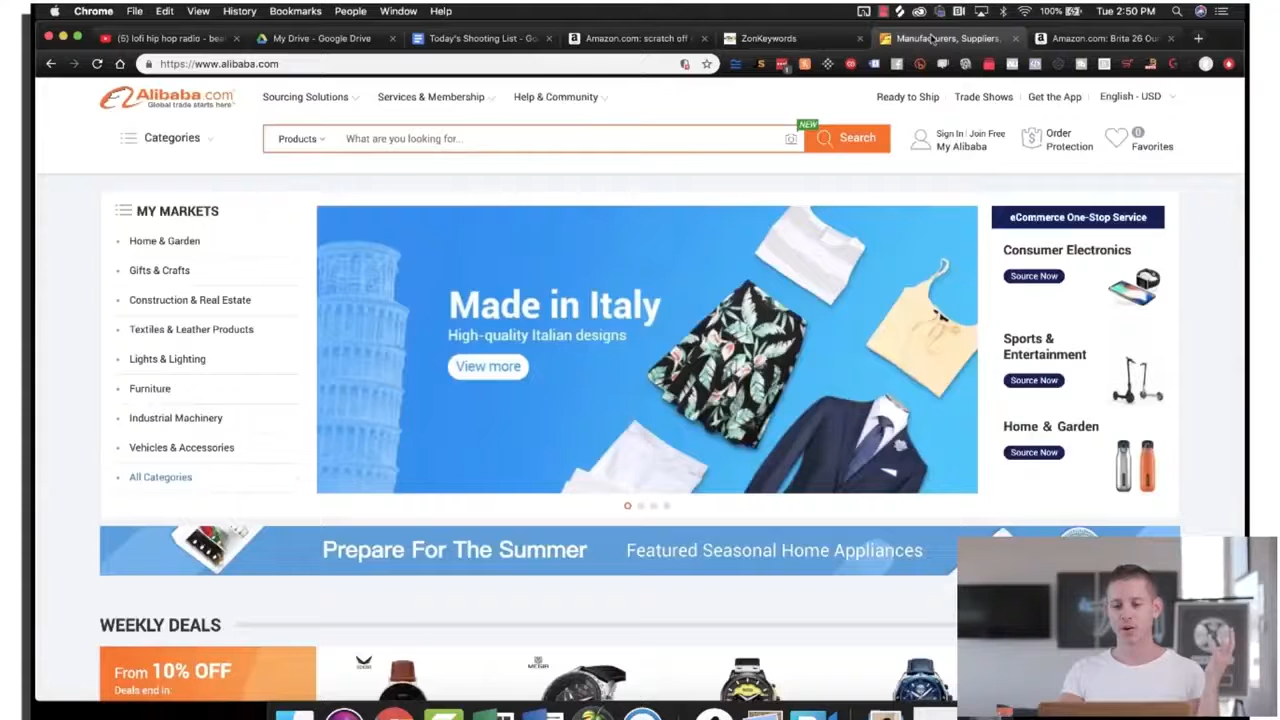 Chrome File Edit View History Bookmarks People Window Help
100% Tue 2:50 PM
(5) lofi hip hop radio - bea
My Drive - Google Drive
Today's Shooting List - Go
Amazon.com: scratch off
ZonKeywords
Manufacturers, Suppliers,
Amazon.com: Brita 26 Ou
https://www.alibaba.com
Alibaba.com
Global trade starts here
Sourcing Solutions
Services & Membership
Help & Community
Ready to Ship
Trade Shows
Get the App
English - USD
Categories
Products
What are you looking for...
NEW
Search
Sign In | Join Free
My Alibaba
Order
Protection
0
Favorites
MY MARKETS
Home & Garden
Gifts & Crafts
Construction & Real Estate
Textiles & Leather Products
Lights & Lighting
Furniture
Industrial Machinery
Vehicles & Accessories
All Categories
Made in Italy
High-quality Italian designs
View more
eCommerce One-Stop Service
Consumer Electronics
Source Now
Sports &
Entertainment
Source Now
Home & Garden
Source Now
Prepare For The Summer Featured Seasonal Home Appliances
WEEKLY DEALS
From 10% OFF
Deals end in: